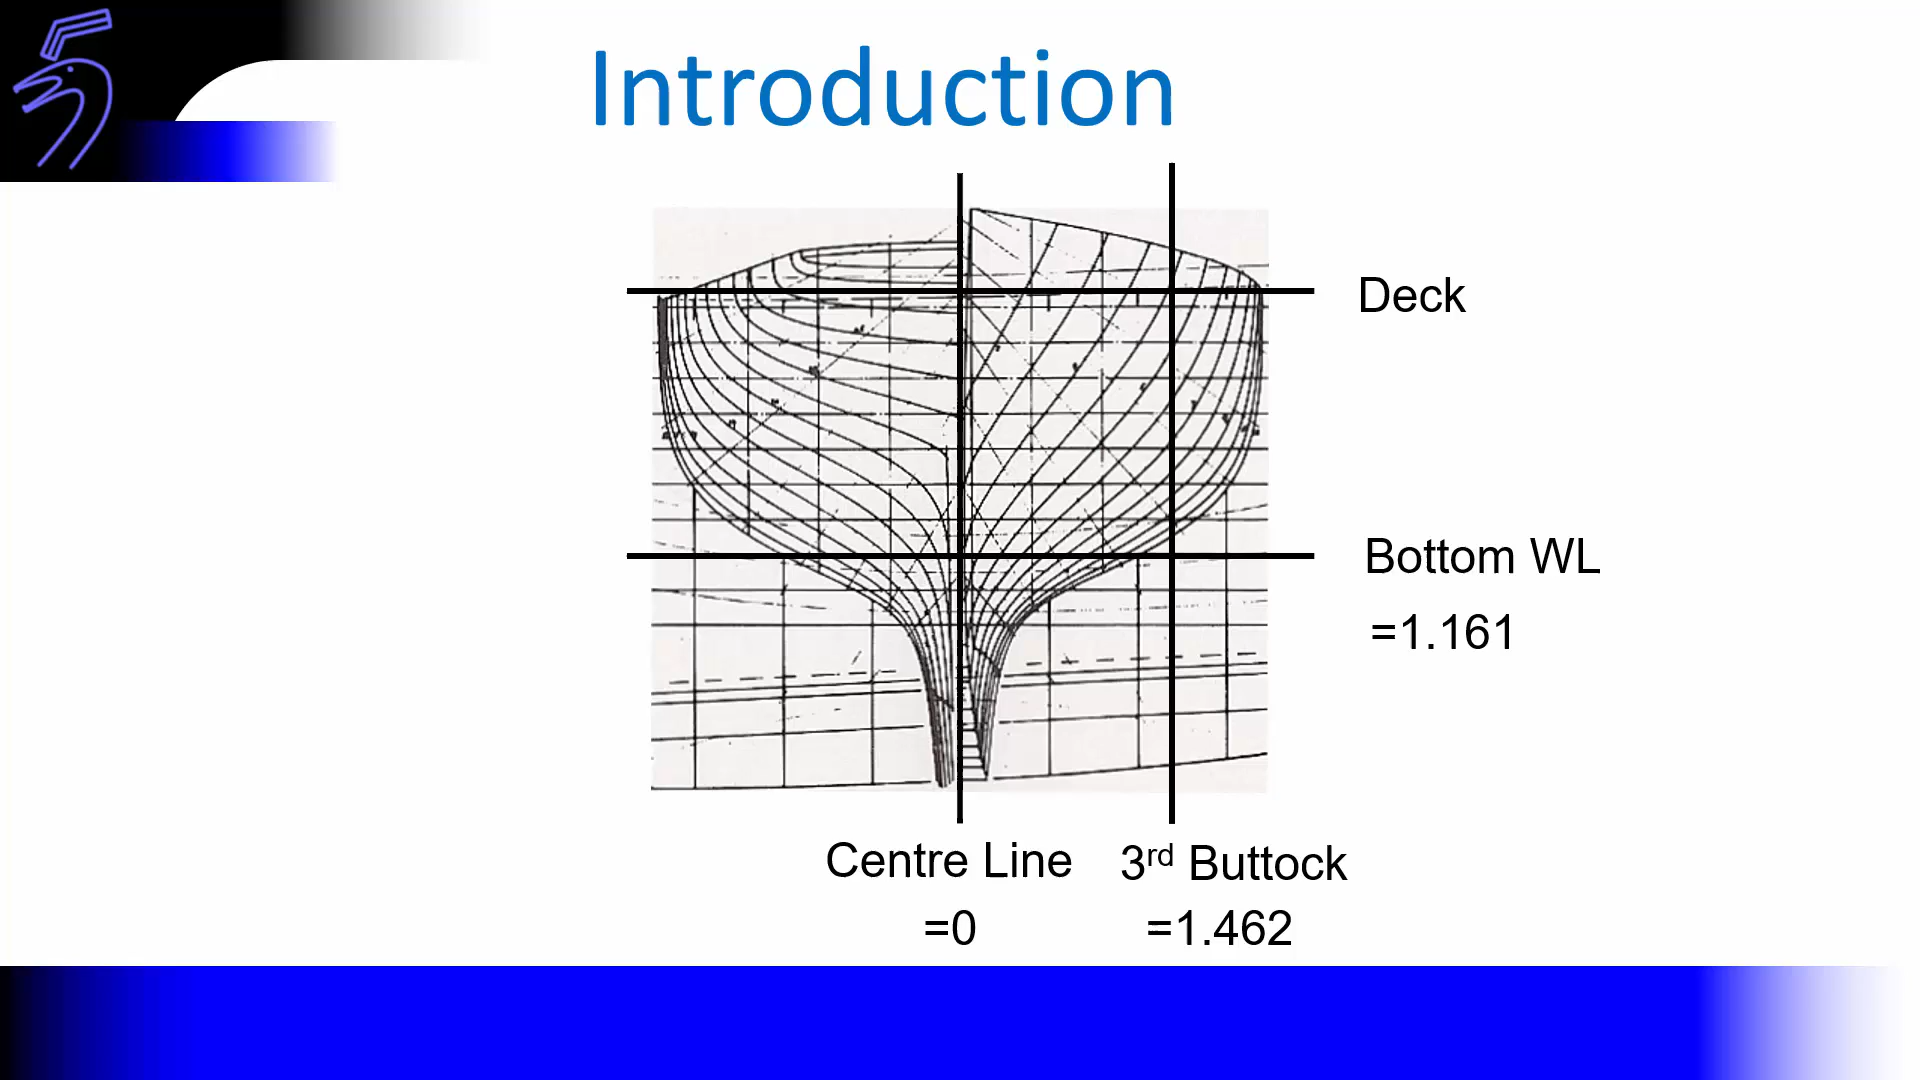 Introduction
Deck
Bottom WL
=1.161
Centre Line
3rd Buttock
=0
=1.462